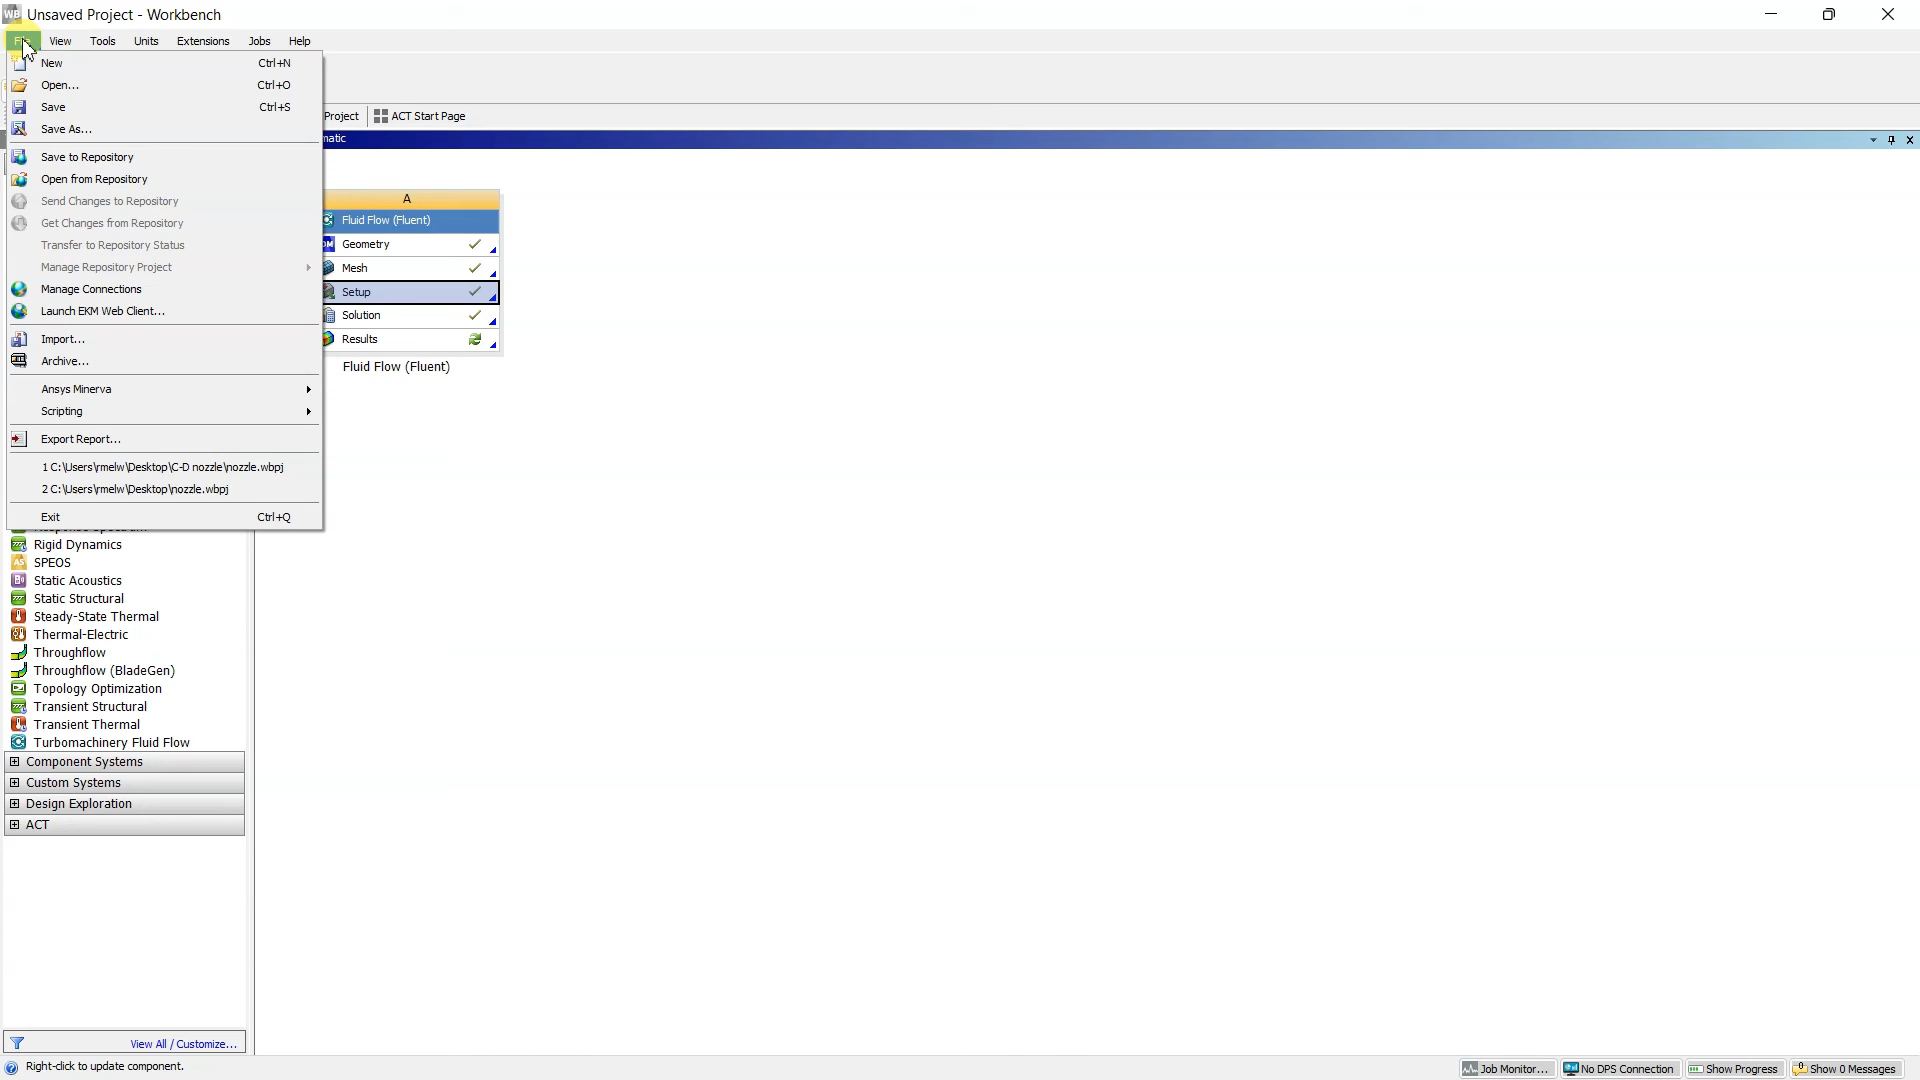 WB Unsaved Project - Workbench
File View Tools Units Extensions Jobs Help
New Ctrl+N
Open... Ctrl+O
Save Ctrl+S
Save As...
Save to Repository
Open from Repository
Send Changes to Repository
Get Changes from Repository
Transfer to Repository Status
Manage Repository Project
Manage Connections
Launch EKM Web Client...
Import...
Archive...
Ansys Minerva
Scripting
Export Report...
1 C:\Users\rmelw\Desktop\C-D nozzle\nozzle.wbpj
2 C:\Users\rmelw\Desktop\nozzle.wbpj
Exit Ctrl+Q
Project ACT Start Page
matic
A
Fluid Flow (Fluent)
Geometry
Mesh
Setup
Solution
Results
Fluid Flow (Fluent)
Rigid Dynamics
SPEOS
Static Acoustics
Static Structural
Steady-State Thermal
Thermal-Electric
Throughflow
Throughflow (BladeGen)
Topology Optimization
Transient Structural
Transient Thermal
Turbomachinery Fluid Flow
Component Systems
Custom Systems
Design Exploration
ACT
View All / Customize...
Right-click to update component.
Job Monitor... No DPS Connection Show Progress Show 0 Messages